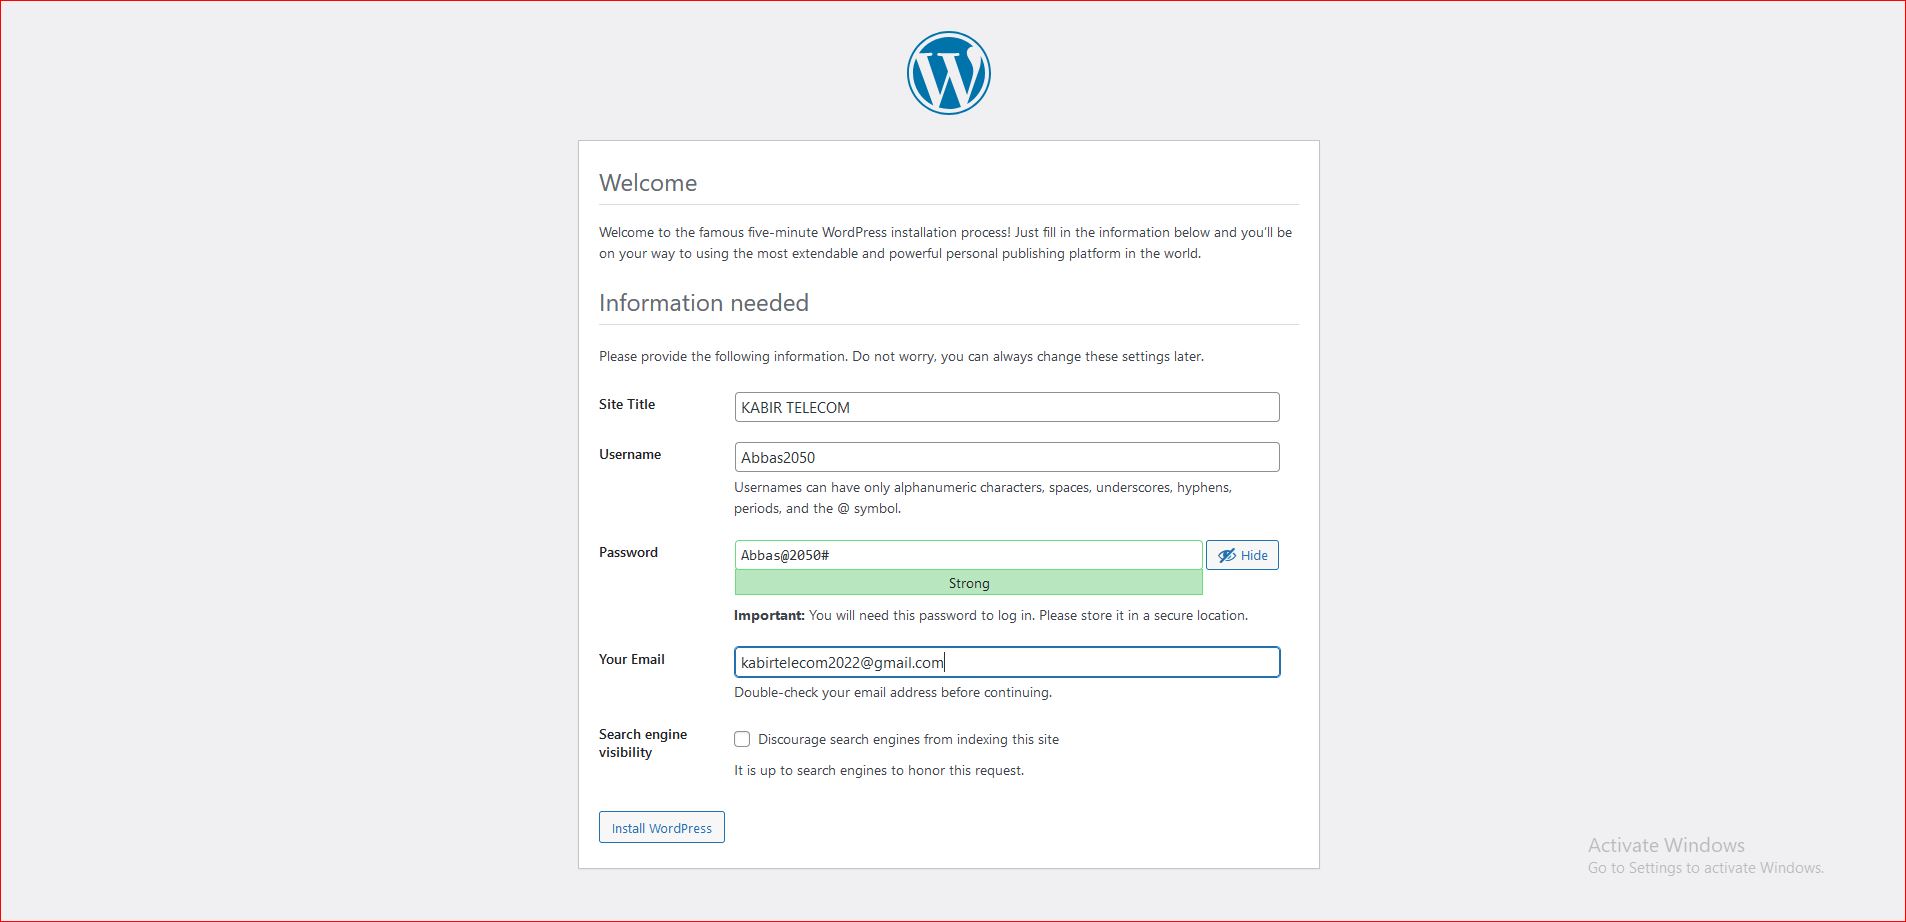 Welcome
Welcome to the famous five-minute WordPress installation process! Just fill in the information below and you'll be
on your way to using the most extendable and powerful personal publishing platform in the world.
Information needed
Please provide the following information. Do not worry, you can always change these settings later.
Site Title
KABIR TELECOM
Username
Abbas2050
Usernames can have only alphanumeric characters, spaces, underscores, hyphens,
periods, and the @ symbol.
Password
Abbas@2050#
Hide
Strong
Important: You will need this password to log in. Please store it in a secure location.
Your Email
kabirtelecom2022@gmail.com
Double-check your email address before continuing.
Search engine
visibility
Discourage search engines from indexing this site
It is up to search engines to honor this request.
Install WordPress
Activate Windows
Go to Settings to activate Windows.